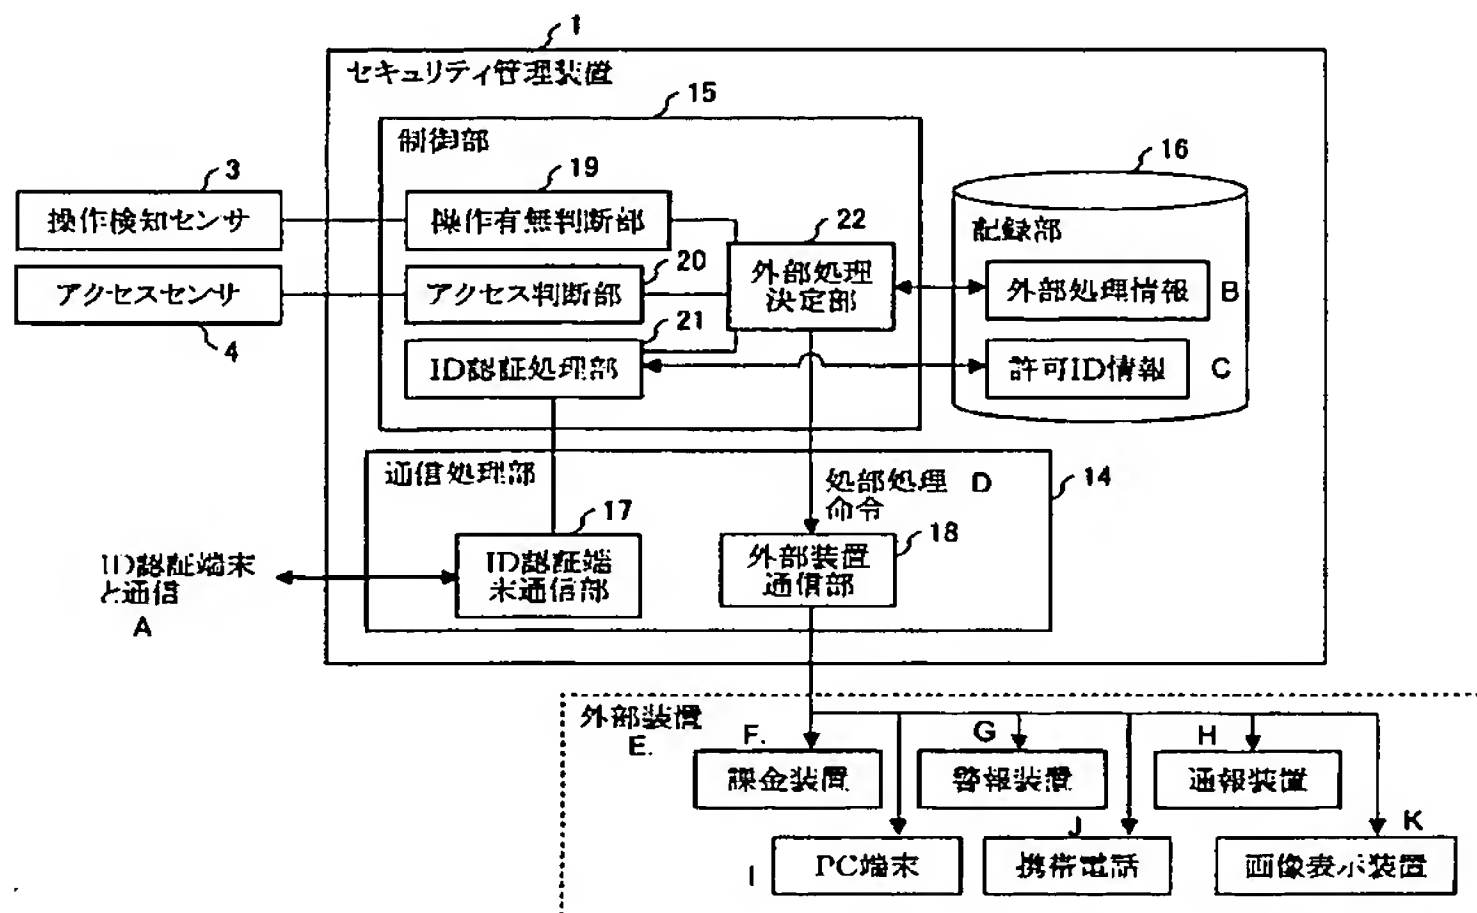 1
セキュリティ管理装置
15
制御部
3
操作検知センサ
19
操作有無判断部
アクセスセンサ
4
20
アクセス判断部
21
ID認証処理部
22
外部処理
決定部
16
記録部
外部処理情報 B
許可ID情報 C
通信処理部
14
処部処理 D
命令
17
ID認証端
末通信部
18
外部装置
通信部
ID認証端末
と通信
A
外部装置
E.
F.
課金装置
G
警報装置
H
通報装置
I
PC端末
J
携帯電話
K
画像表示装置